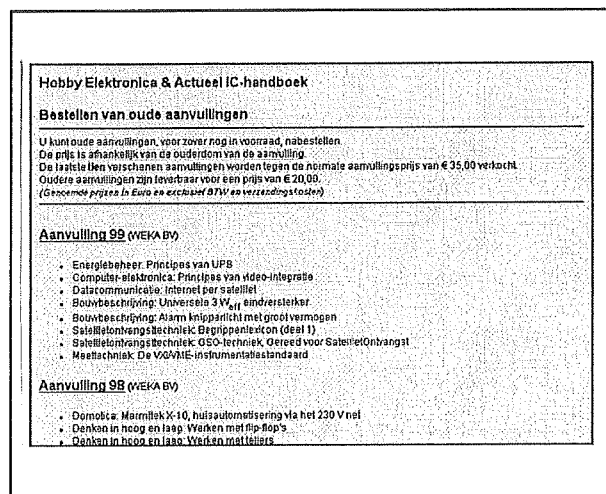 Hobby Elektronica & Actueel IC-handboek
Bestellen van oude aanvullingen
U kunt oude aanvullingen, voor zover nog in voorraad, nabestellen.
De prijs is afhankelijk van de ouderdom van de aanvulling.
De laatste tien verschenen aanvullingen worden tegen de normale aanvullingsprijs van € 35,00 verkocht.
Oudere aanvullingen zijn leverbaar voor een prijs van € 20,00.
(Genoemde prijzen in Euro en exclusief BTW en verzendingskosten)
Aanvulling 99 (WEKA BV)
• Energiebeheer: Principes van UPB
• Computer-elektronica: Principes van video-integratie
• Datacommunicatie: Internet per satelliet
• Bouwbeschrijving: Universele 3 Weff eindversterker
• Bouwbeschrijving: Alarm knipperlicht met groot vermogen
• Satellietontvangsttechniek: Begrippenlexicon (deel 1)
• Satellietontvangsttechniek: GSO-techniek, Gereed voor SatellietOntvangst
• Meettechniek: De VXI/VME-instrumentatiestandaard
Aanvulling 98 (WEKA BV)
• Domotica: Marmitek X-10, huisautomatisering via het 230 V net
• Denken in hoog en laag: Werken met flip-flop's
• Denken in hoog en laag: Werken met tellers